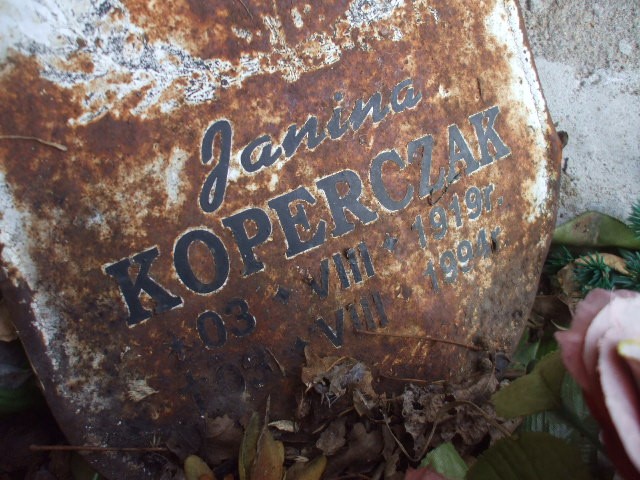 Janina
KOPERCZAK
* 03 • VIII • 1919r.
VIII 1994r.